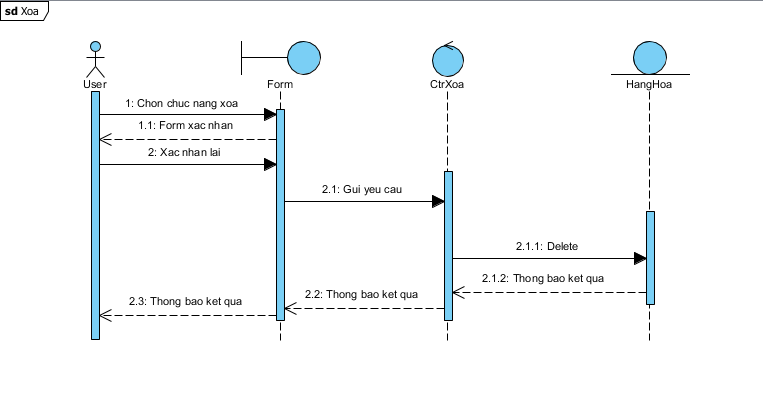 sd Xoa
User
Form
CtrXoa
HangHoa
1: Chon chuc nang xoa
1.1: Form xac nhan
2: Xac nhan lai
2.1: Gui yeu cau
2.1.1: Delete
2.1.2: Thong bao ket qua
2.2: Thong bao ket qua
2.3: Thong bao ket qua